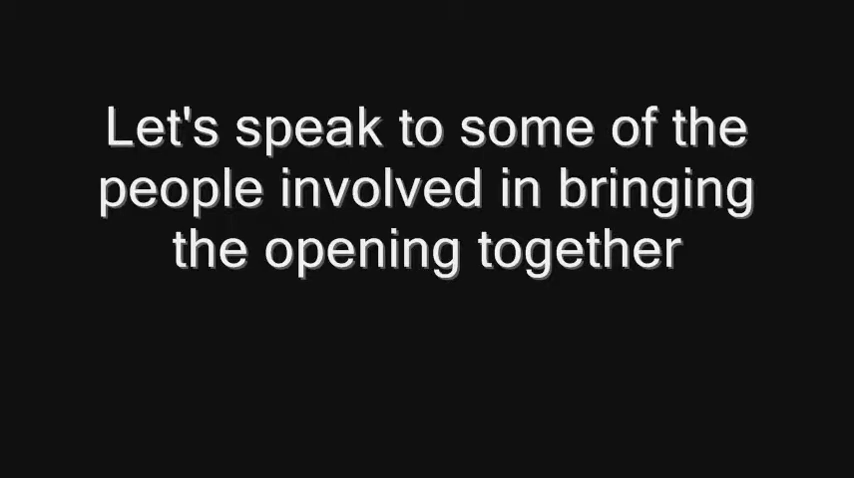 Let's speak to some of the
people involved in bringing
the opening together